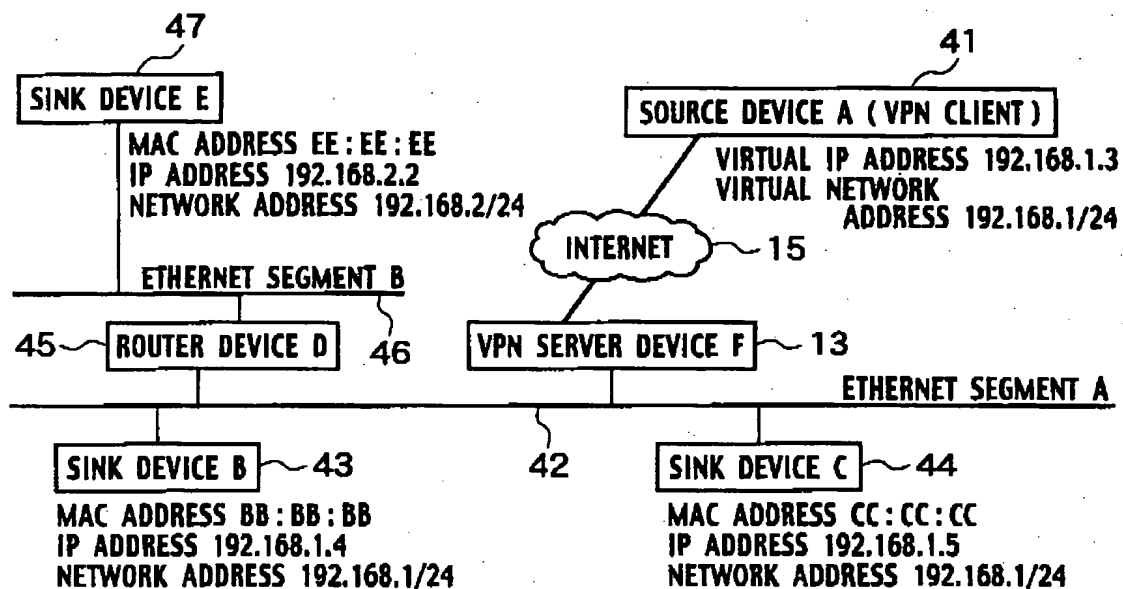 47
SINK DEVICE E
MAC ADDRESS EE:EE:EE
IP ADDRESS 192.168.2.2
NETWORK ADDRESS 192.168.2/24
41
SOURCE DEVICE A (VPN CLIENT)
VIRTUAL IP ADDRESS 192.168.1.3
VIRTUAL NETWORK
ADDRESS 192.168.1/24
INTERNET
15
ETHERNET SEGMENT B
46
45
ROUTER DEVICE D
VPN SERVER DEVICE F
13
ETHERNET SEGMENT A
42
SINK DEVICE B
43
MAC ADDRESS BB:BB:BB
IP ADDRESS 192.168.1.4
NETWORK ADDRESS 192.168.1/24
SINK DEVICE C
44
MAC ADDRESS CC:CC:CC
IP ADDRESS 192.168.1.5
NETWORK ADDRESS 192.168.1/24